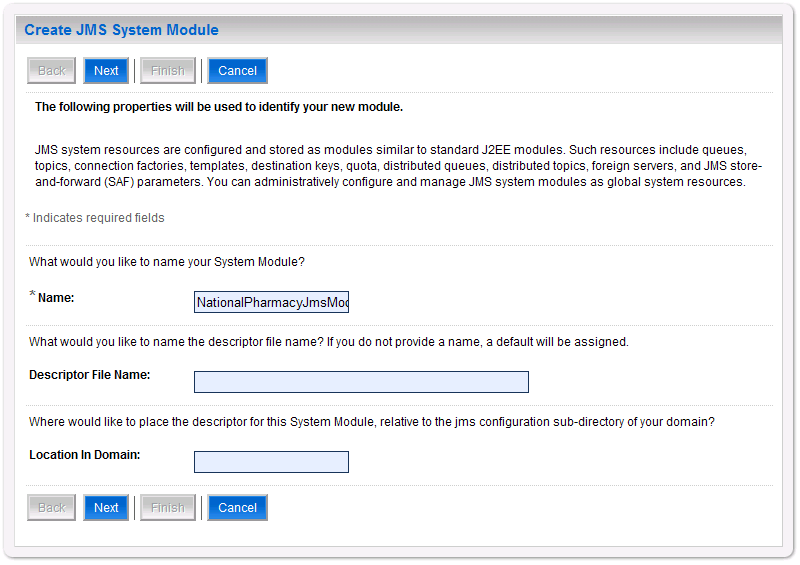 Create JMS System Module
Back Next Finish Cancel
The following properties will be used to identify your new module.
JMS system resources are configured and stored as modules similar to standard J2EE modules. Such resources include queues,
topics, connection factories, templates, destination keys, quota, distributed queues, distributed topics, foreign servers, and JMS store-
and-forward (SAF) parameters. You can administratively configure and manage JMS system modules as global system resources.
* Indicates required fields
What would you like to name your System Module?
* Name: NationalPharmacyJmsMod
What would you like to name the descriptor file name? If you do not provide a name, a default will be assigned.
Descriptor File Name:
Where would like to place the descriptor for this System Module, relative to the jms configuration sub-directory of your domain?
Location In Domain:
Back Next Finish Cancel